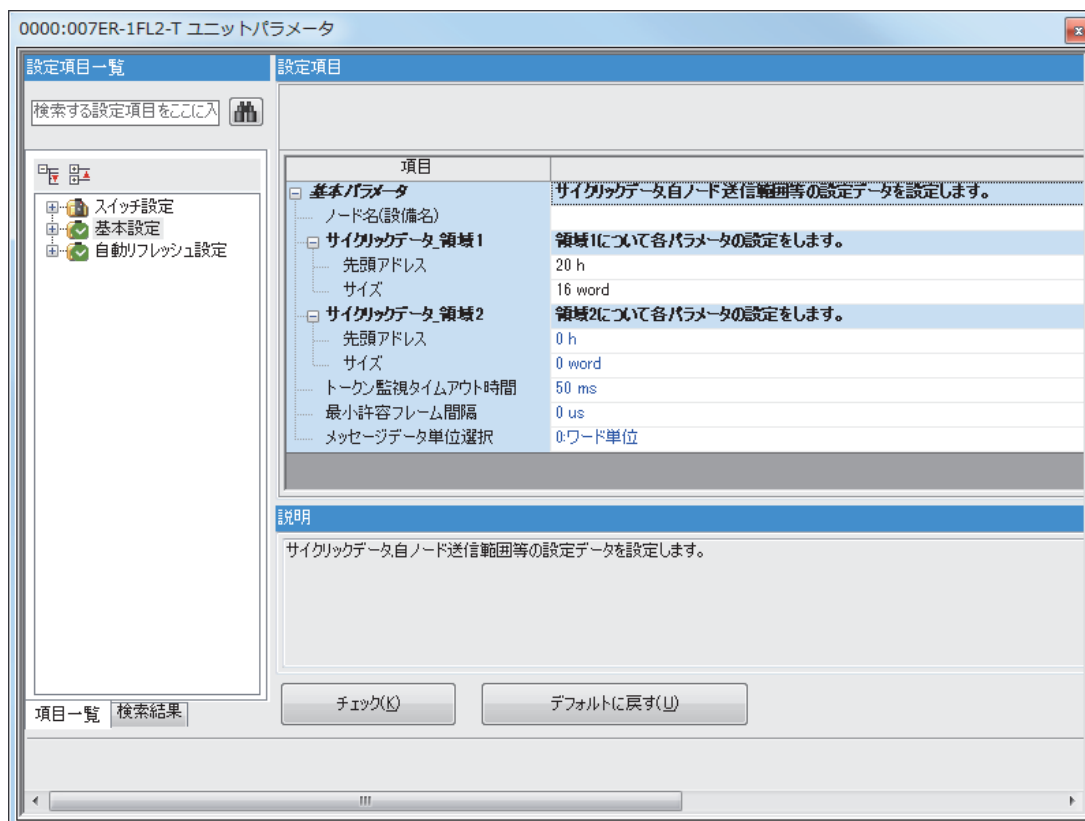 0000:007ER-1FL2-T ユニットパラメータ
x
設定項目一覧
設定項目
検索する設定項目をここに入
項目
スイッチ設定
基本設定
自動リフレッシュ設定
基本パラメータ サイクリックデータ自ノード送信範囲等の設定データを設定します。
ノード名(設備名)
サイクリックデータ_領域1 領域1について各パラメータの設定をします。
先頭アドレス 20 h
サイズ 16 word
サイクリックデータ_領域2 領域2について各パラメータの設定をします。
先頭アドレス 0 h
サイズ 0 word
トークン監視タイムアウト時間 50 ms
最小許容フレーム間隔 0 us
メッセージデータ単位選択 0:ワード単位
説明
サイクリックデータ自ノード送信範囲等の設定データを設定します。
チェック(K) デフォルトに戻す(U)
項目一覧 検索結果